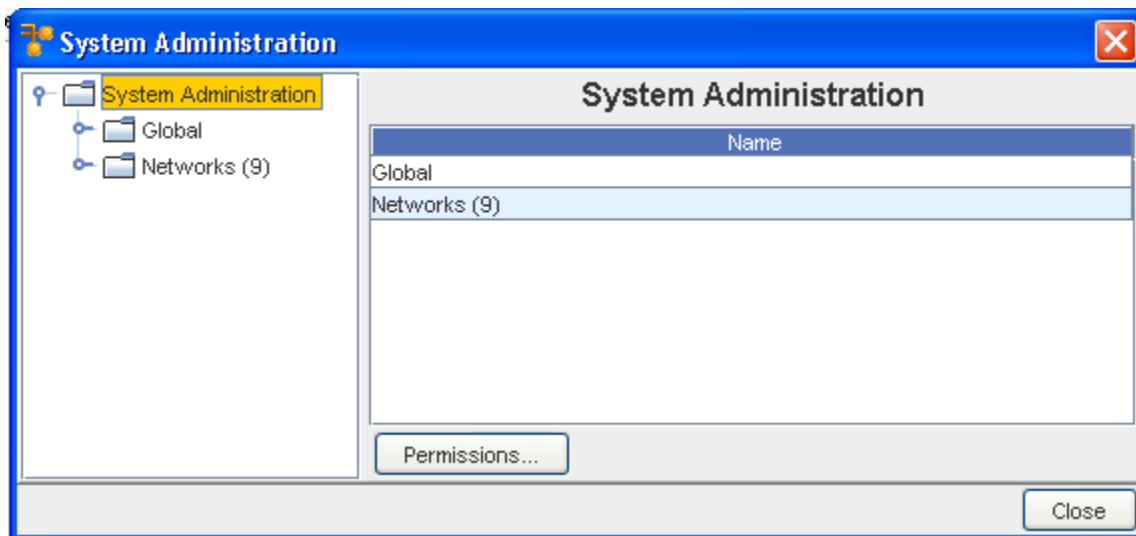 System Administration
System Administration
Global
Networks (9)
System Administration
Name
Global
Networks (9)
Permissions...
Close